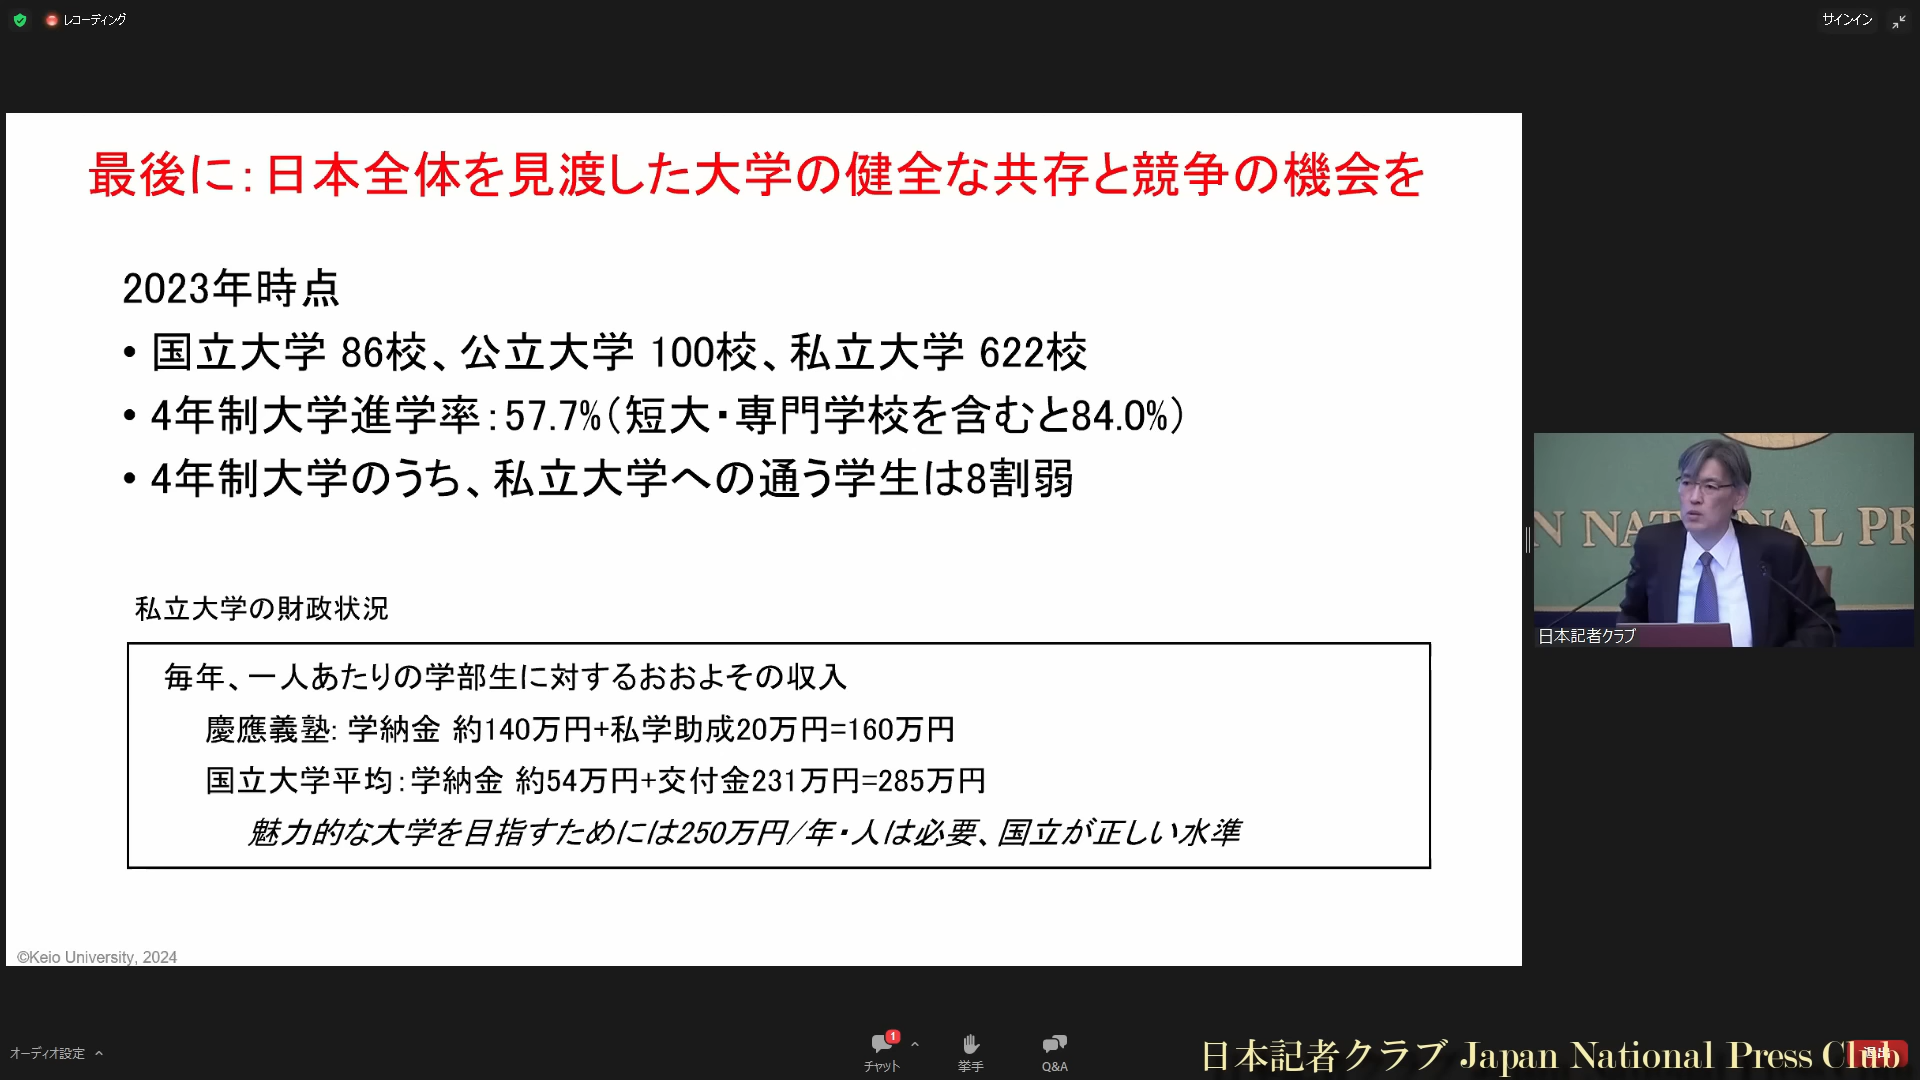 レコーディング
サインイン
最後に：日本全体を見渡した大学の健全な共存と競争の機会を
2023年時点
• 国立大学 86校、公立大学 100校、私立大学 622校
• 4年制大学進学率：57.7%（短大・専門学校を含むと84.0%）
• 4年制大学のうち、私立大学への通う学生は8割弱
私立大学の財政状況
毎年、一人あたりの学部生に対するおおよその収入
慶應義塾: 学納金 約140万円+私学助成20万円=160万円
国立大学平均：学納金 約54万円+交付金231万円=285万円
魅力的な大学を目指すためには250万円/年・人は必要、国立が正しい水準
©Keio University, 2024
N NATIONAL PR
日本記者クラブ
オーディオ設定
1
チャット
挙手
Q&A
日本記者クラブ Japan National Press Club
退出